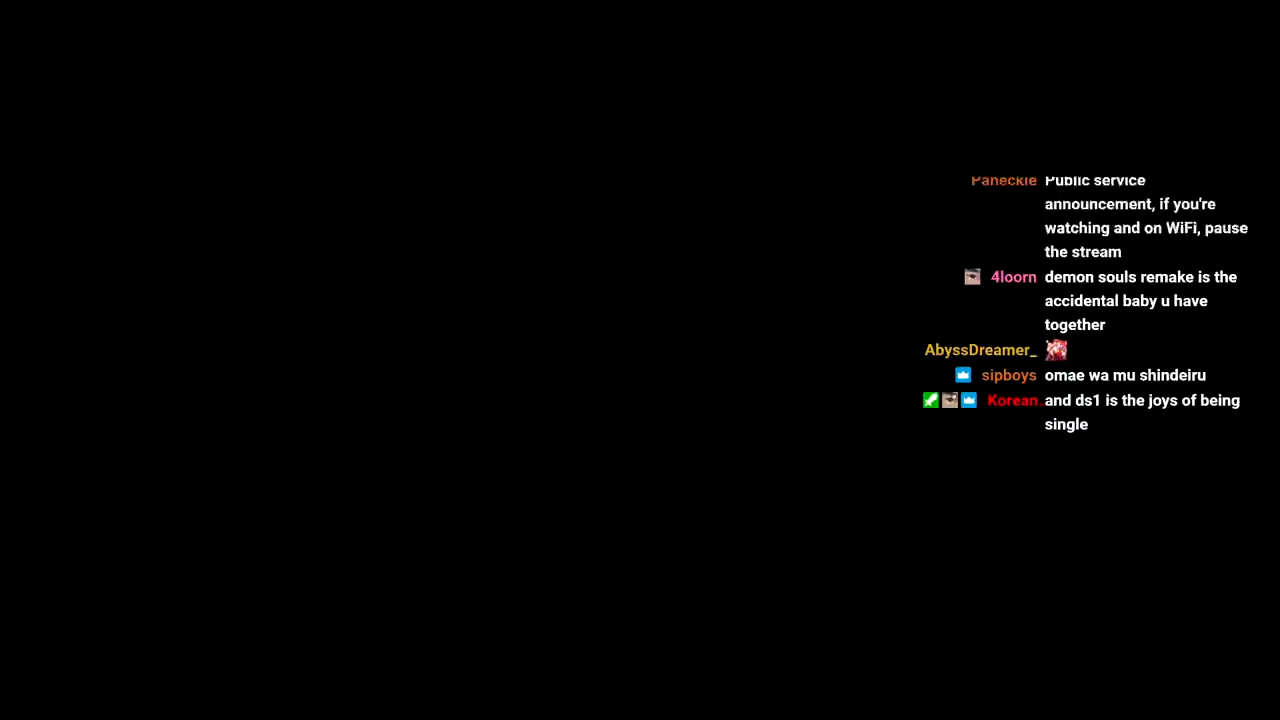 Paneckie Public service
announcement, if you're
watching and on WiFi, pause
the stream
4loorn demon souls remake is the
accidental baby u have
together
AbyssDreamer_
sipboys omae wa mu shindeiru
Korean and ds1 is the joys of being
single